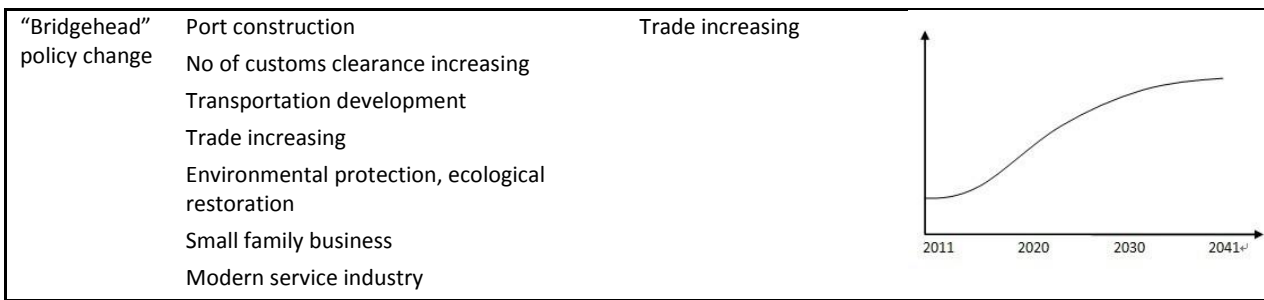 “Bridgehead”
policy change
Port construction
No of customs clearance increasing
Transportation development
Trade increasing
Environmental protection, ecological
restoration
Small family business
Modern service industry
Trade increasing
2011 2020 2030 2041↵